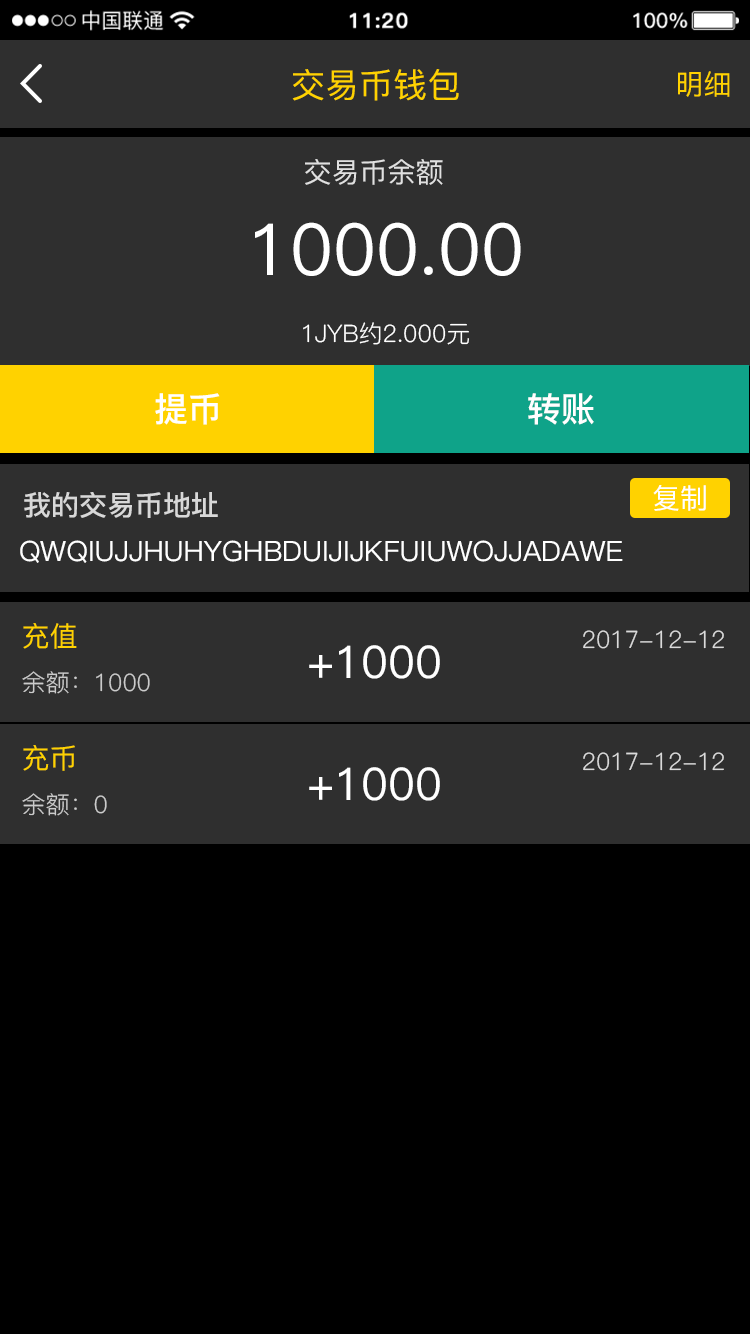 中国联通 11:20 100%
交易币钱包 明细
交易币余额
1000.00
1JYB约2.000元
提币 转账
我的交易币地址 复制
QWQIUJJHUHYGHBDUIJIJKFUIUWOJJADAWE
充值 +1000 2017-12-12
余额：1000
充币 +1000 2017-12-12
余额：0